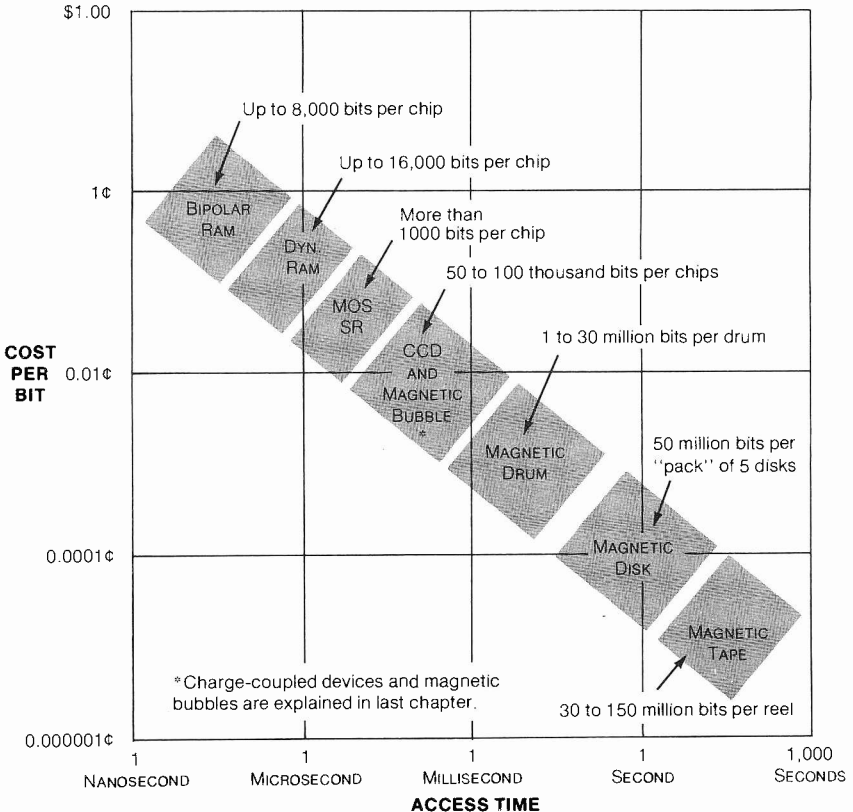 $1.00
Up to 8,000 bits per chip
Up to 16,000 bits per chip
1¢
BIPOLAR
RAM
More than
1000 bits per chip
DYN.
RAM
50 to 100 thousand bits per chips
MOS
SR
1 to 30 million bits per drum
COST
PER
BIT
0.01¢
CCD
AND
MAGNETIC
BUBBLE
*
50 million bits per
"pack" of 5 disks
MAGNETIC
DRUM
0.0001¢
MAGNETIC
DISK
MAGNETIC
TAPE
*Charge-coupled devices and magnetic
bubbles are explained in last chapter.
30 to 150 million bits per reel
0.000001¢
1
NANOSECOND
1
MICROSECOND
1
MILLISECOND
1
SECOND
1,000
SECONDS
ACCESS TIME